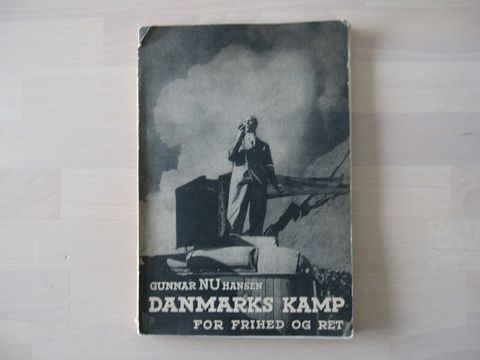 GUNNAR NU HANSEN
DANMARKS KAMP
FOR FRIHED OG RET